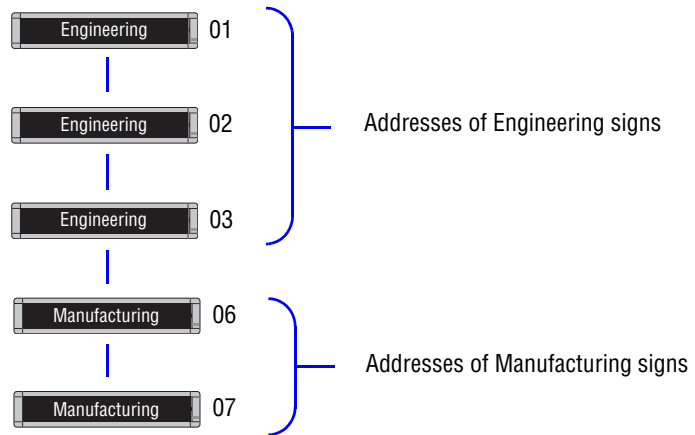 Engineering 01
Engineering 02
Addresses of Engineering signs
Engineering 03
Manufacturing 06
Addresses of Manufacturing signs
Manufacturing 07